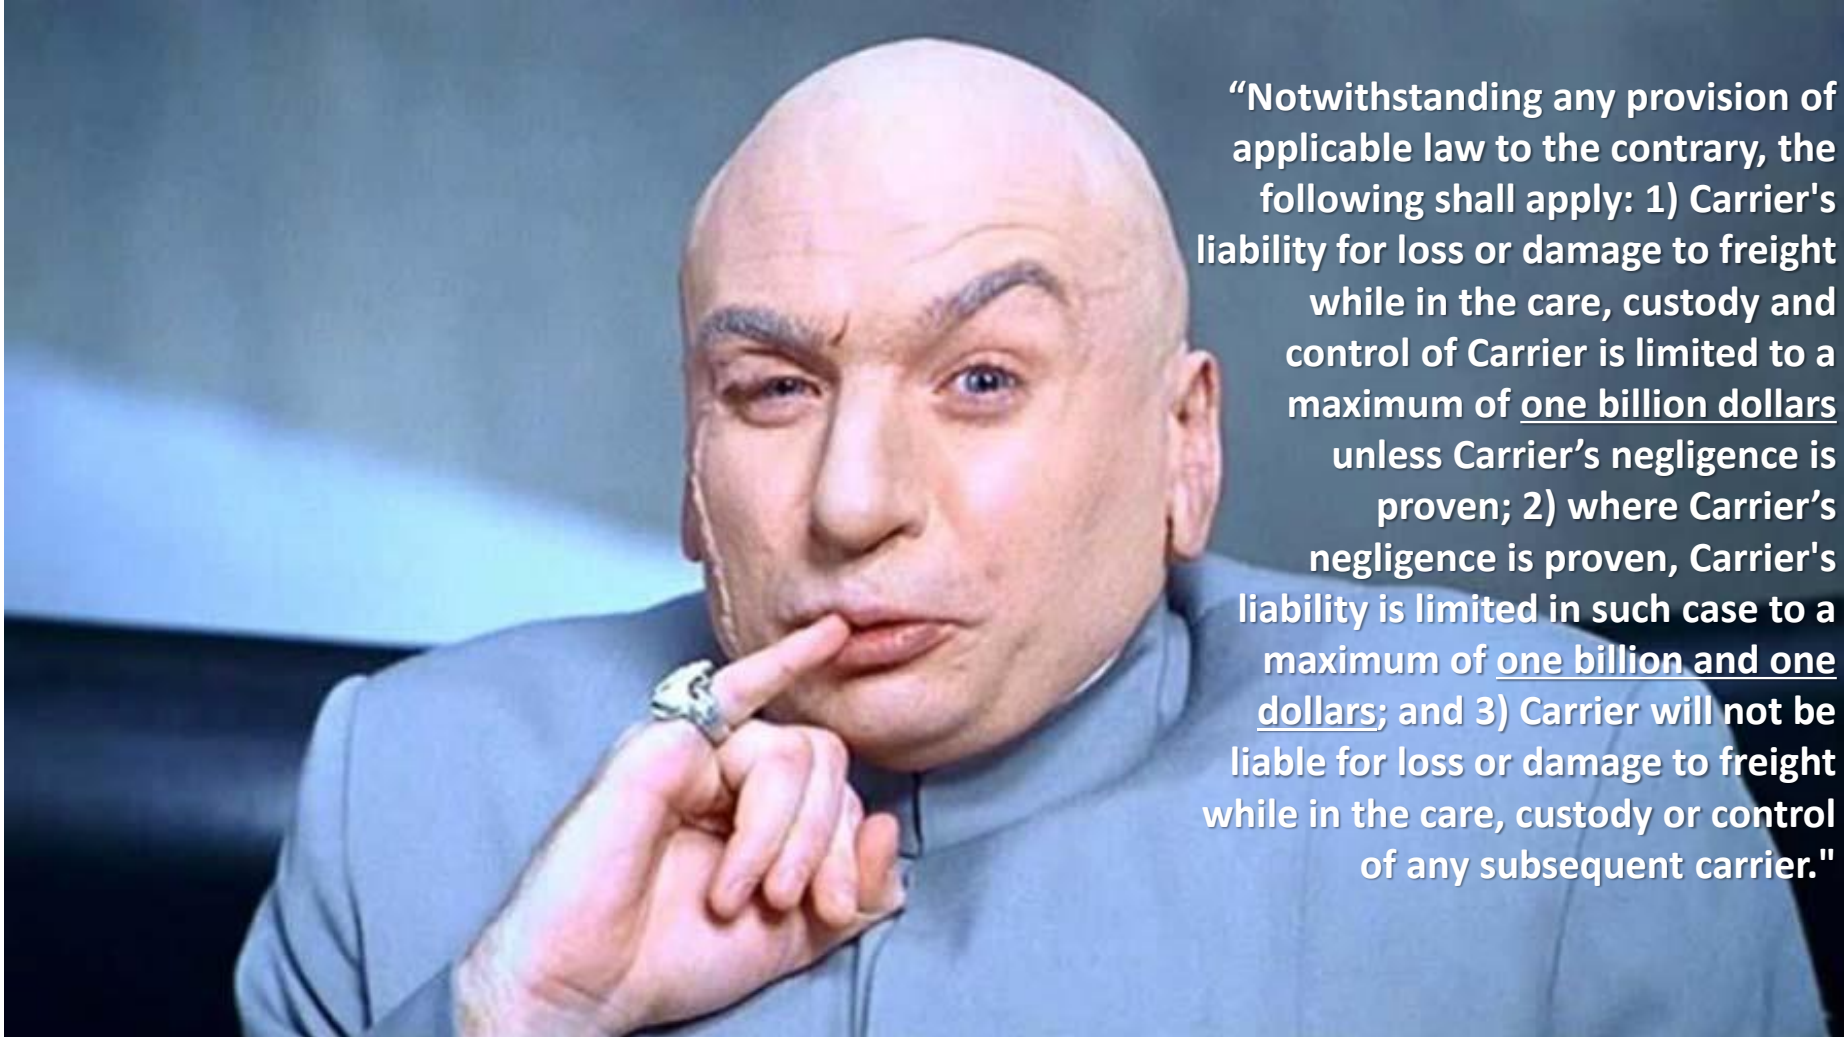 “Notwithstanding any provision of
applicable law to the contrary, the
following shall apply: 1) Carrier's
liability for loss or damage to freight
while in the care, custody and
control of Carrier is limited to a
maximum of one billion dollars
unless Carrier’s negligence is
proven; 2) where Carrier’s
negligence is proven, Carrier's
liability is limited in such case to a
maximum of one billion and one
dollars; and 3) Carrier will not be
liable for loss or damage to freight
while in the care, custody or control
of any subsequent carrier."